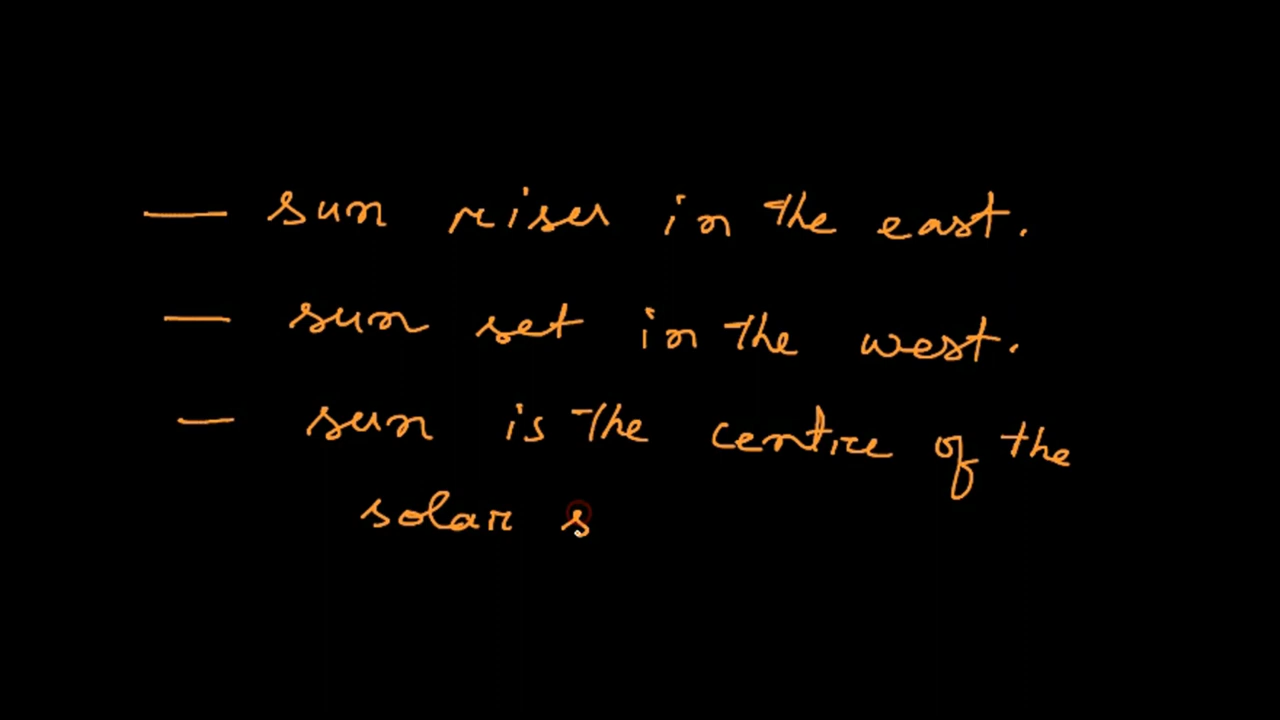 — sun rises in the east.
— sun set in the west.
— sun is the centre of the
solar s